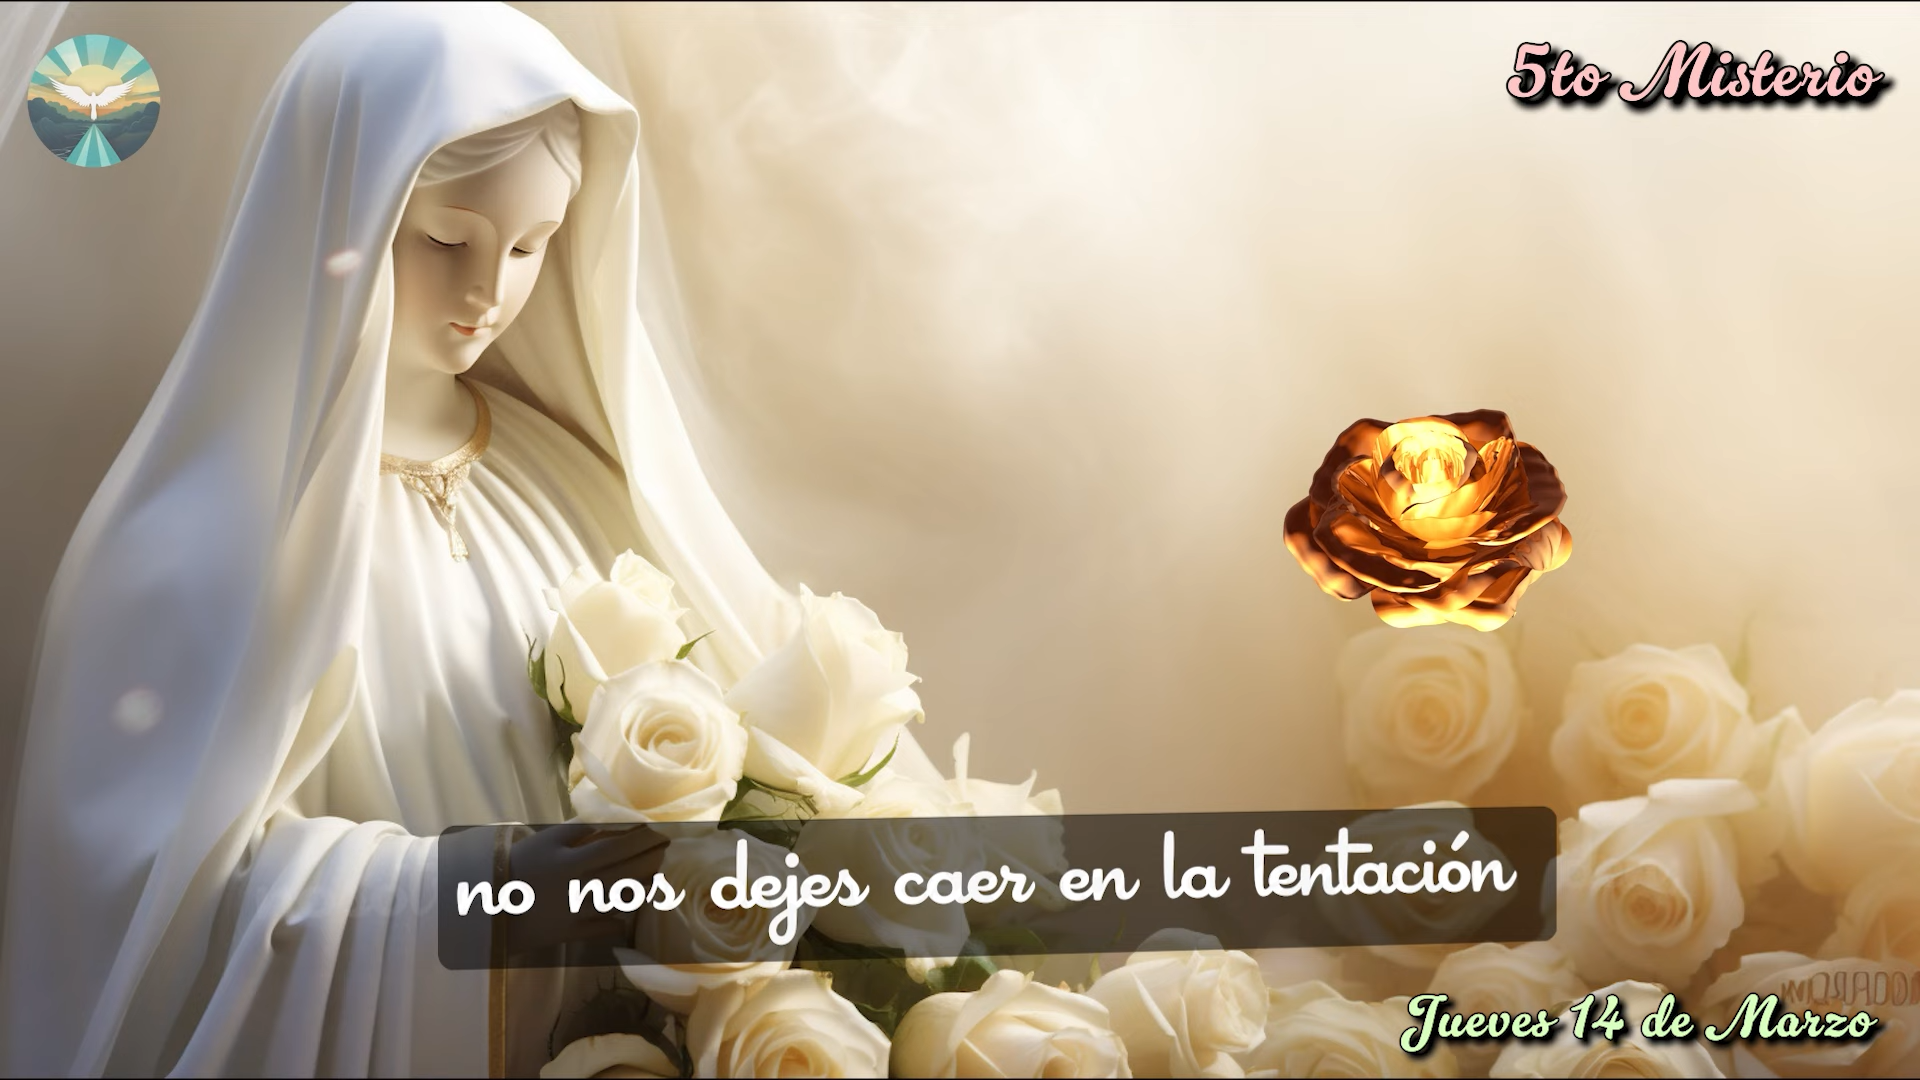 5to Misterio
no nos dejes caer en la tentación
Jueves 14 de Marzo